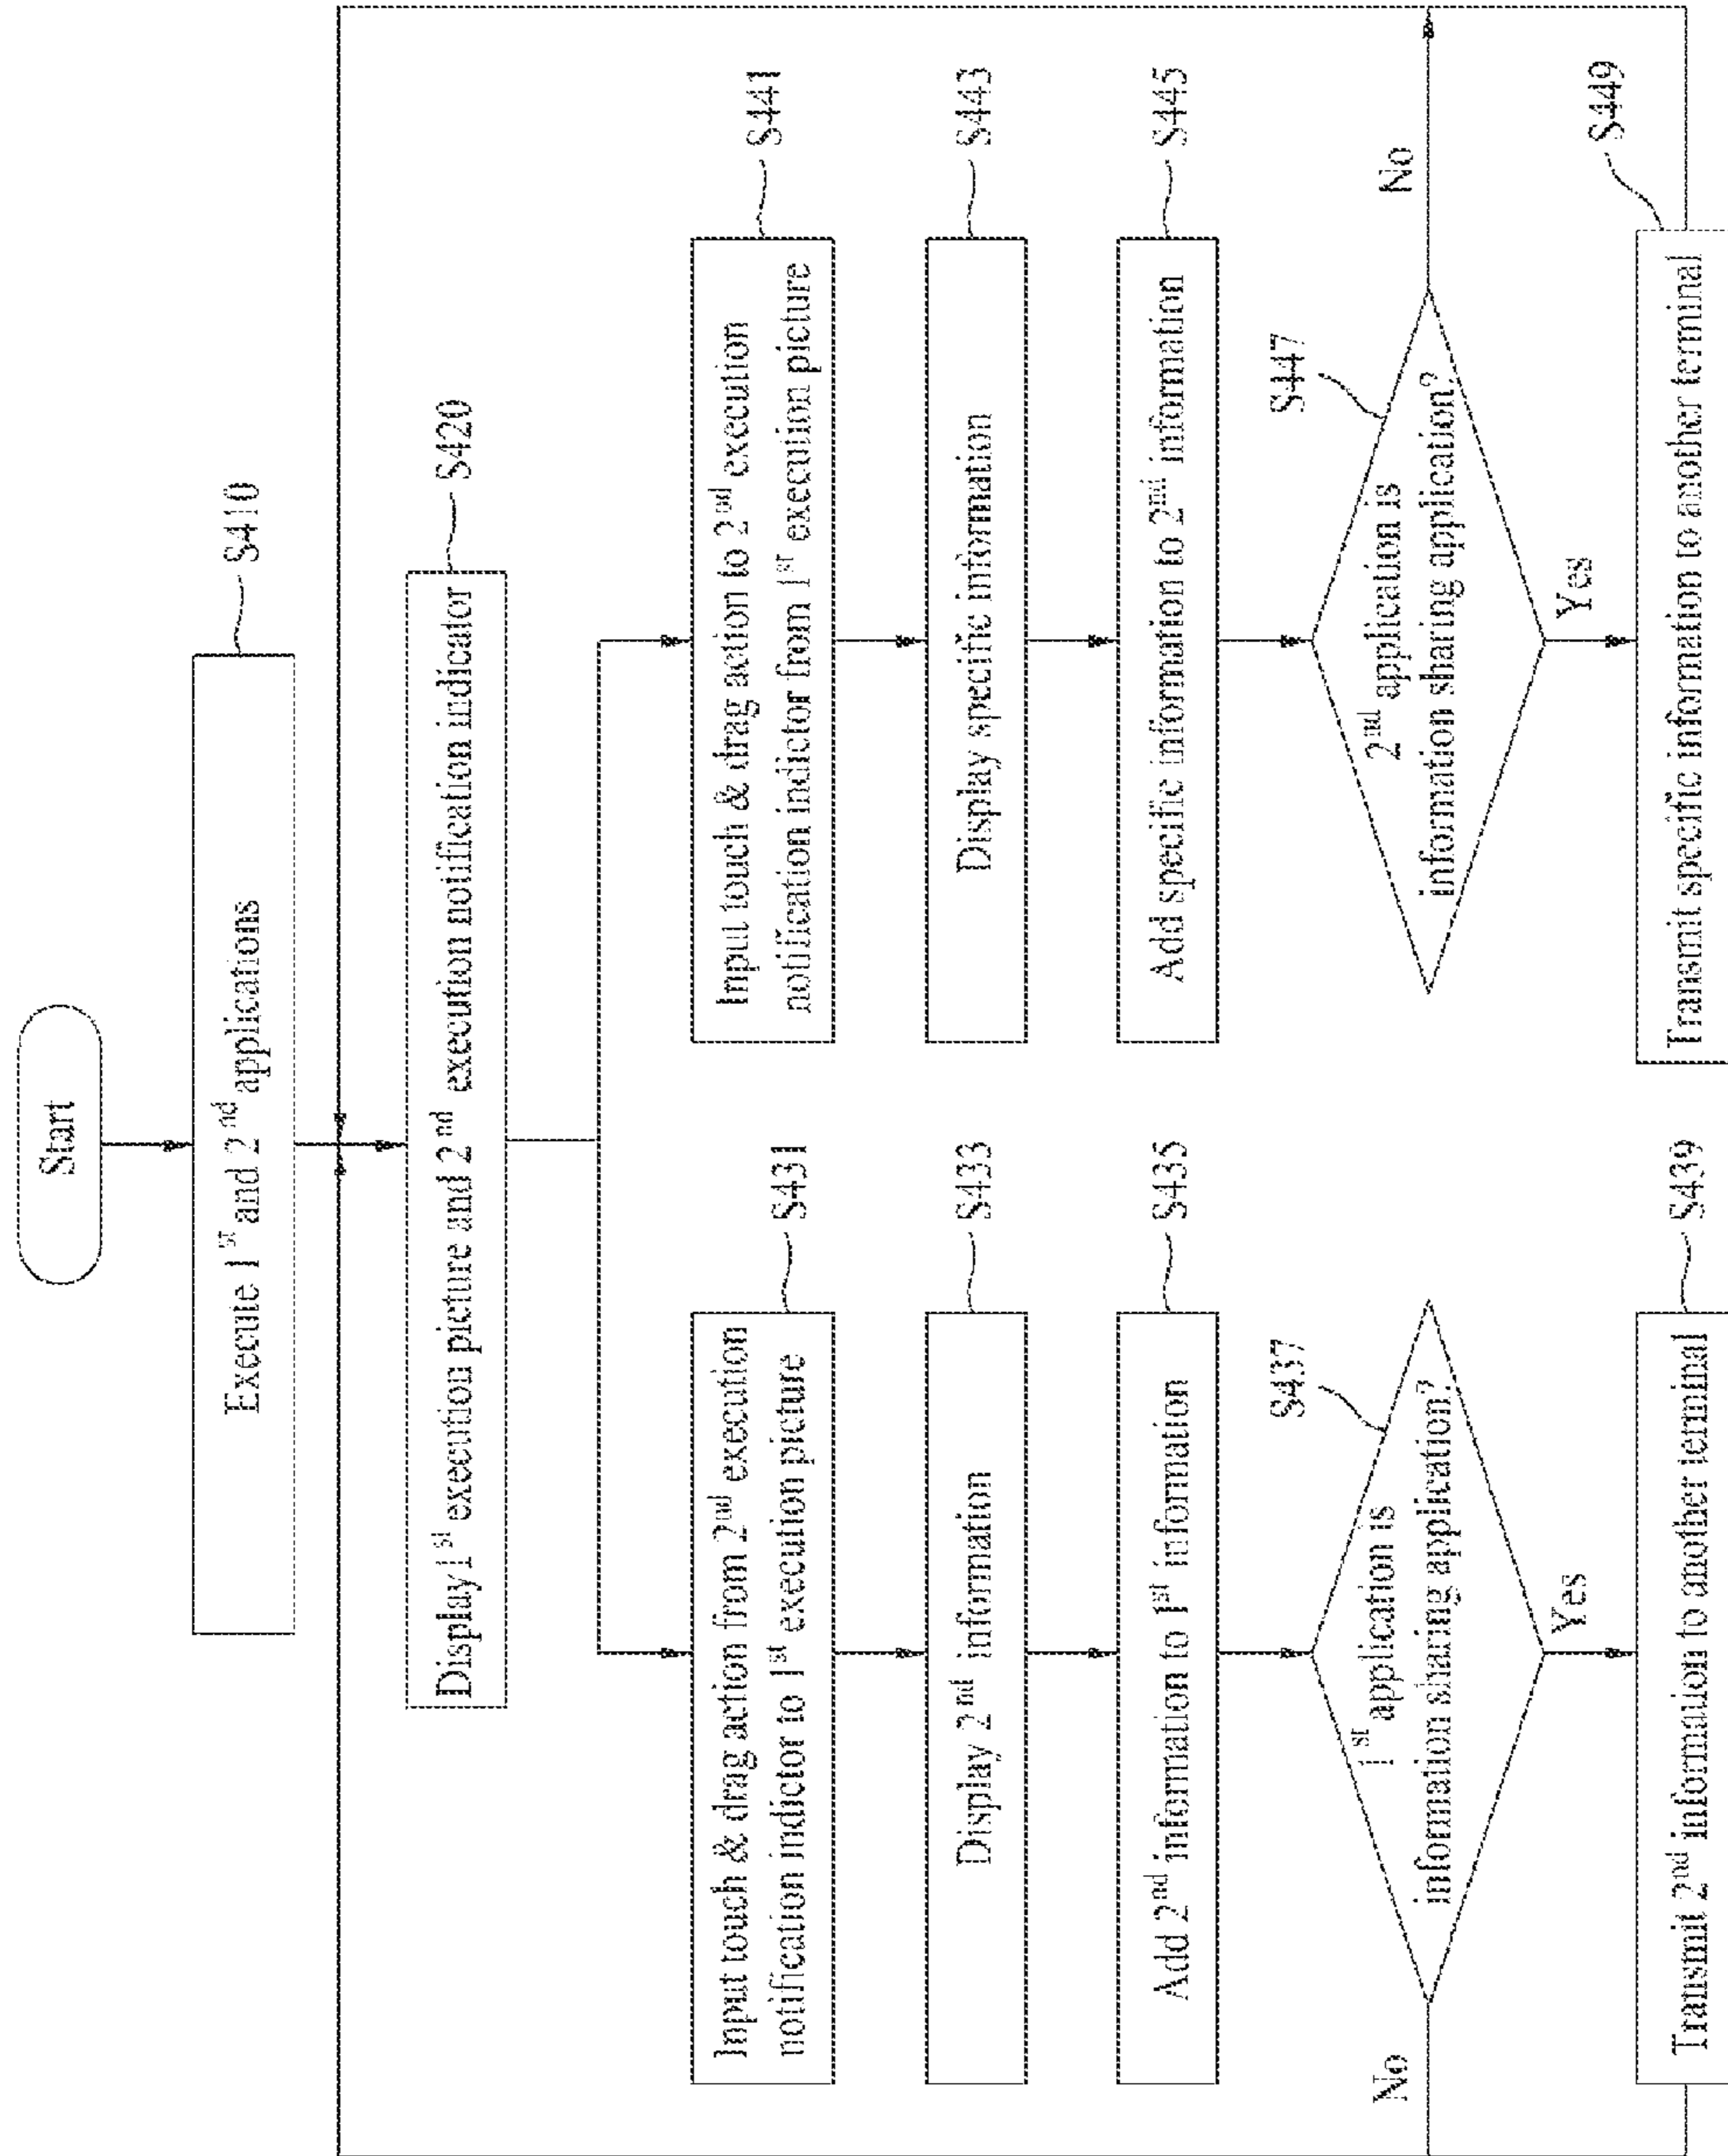 Start
Execute 1st and 2nd applications
S410
Display 1st execution picture and 2nd execution notification indicator
S420
Input touch & drag action from 2nd execution
notification indictor to 1st execution picture
S431
Display 2nd information
S433
Add 2nd information to 1st information
S435
1st application is
information sharing application?
S437
No
Yes
Transmit 2nd information to another terminal
S439
Input touch & drag action to 2nd execution
notification indictor from 1st execution picture
S441
Display specific information
S443
Add specific information to 2nd information
S445
2nd application is
information sharing application?
S447
No
Yes
Transmit specific information to another terminal
S449